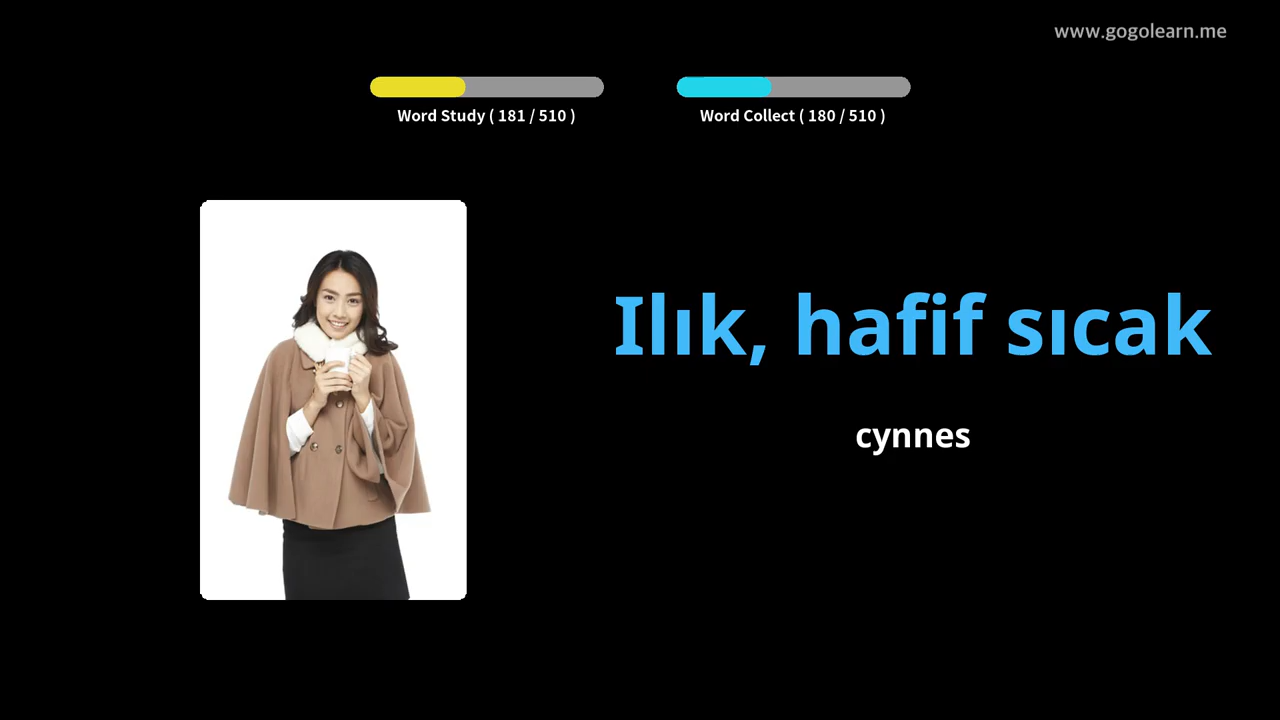 www.gogolearn.me
Word Study ( 181 / 510 )
Word Collect ( 180 / 510 )
Ilık, hafif sıcak
cynnes